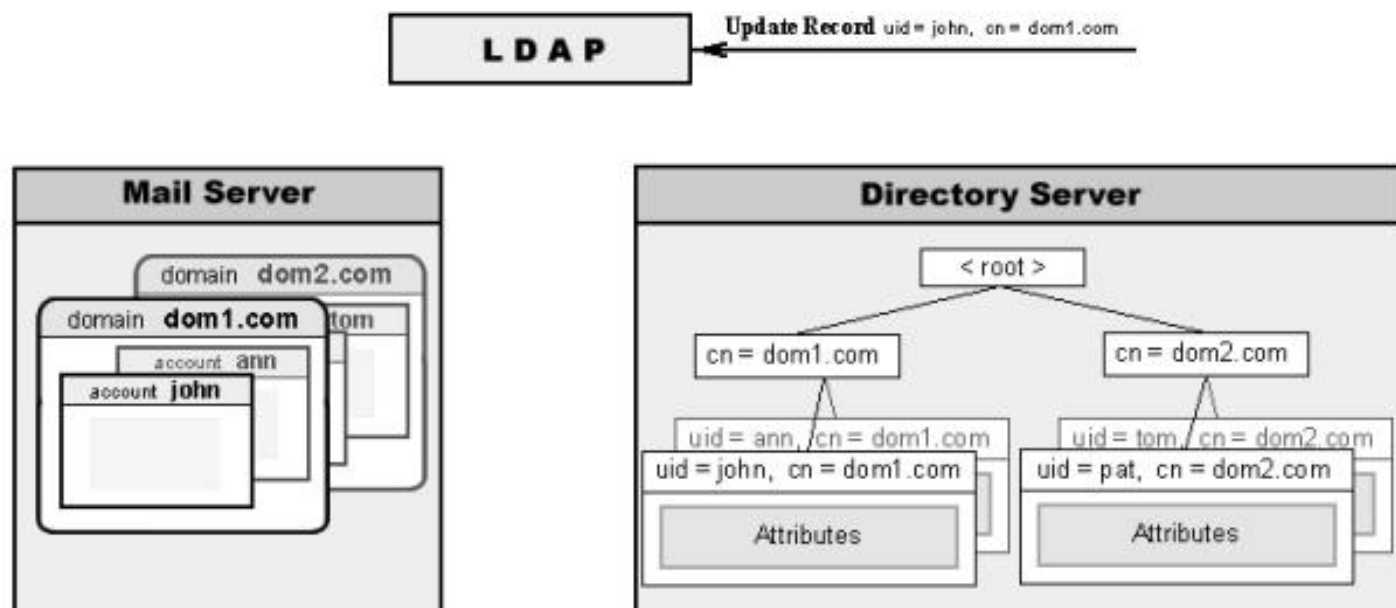 Update Record uid = john, cn = dom1.com
LDAP
Mail Server
domain dom2.com
domain dom1.com
tom
account ann
account john
Directory Server
< root >
cn = dom1.com
cn = dom2.com
uid = ann, cn = dom1.com
uid = tom, cn = dom2.com
uid = john, cn = dom1.com
uid = pat, cn = dom2.com
Attributes
Attributes